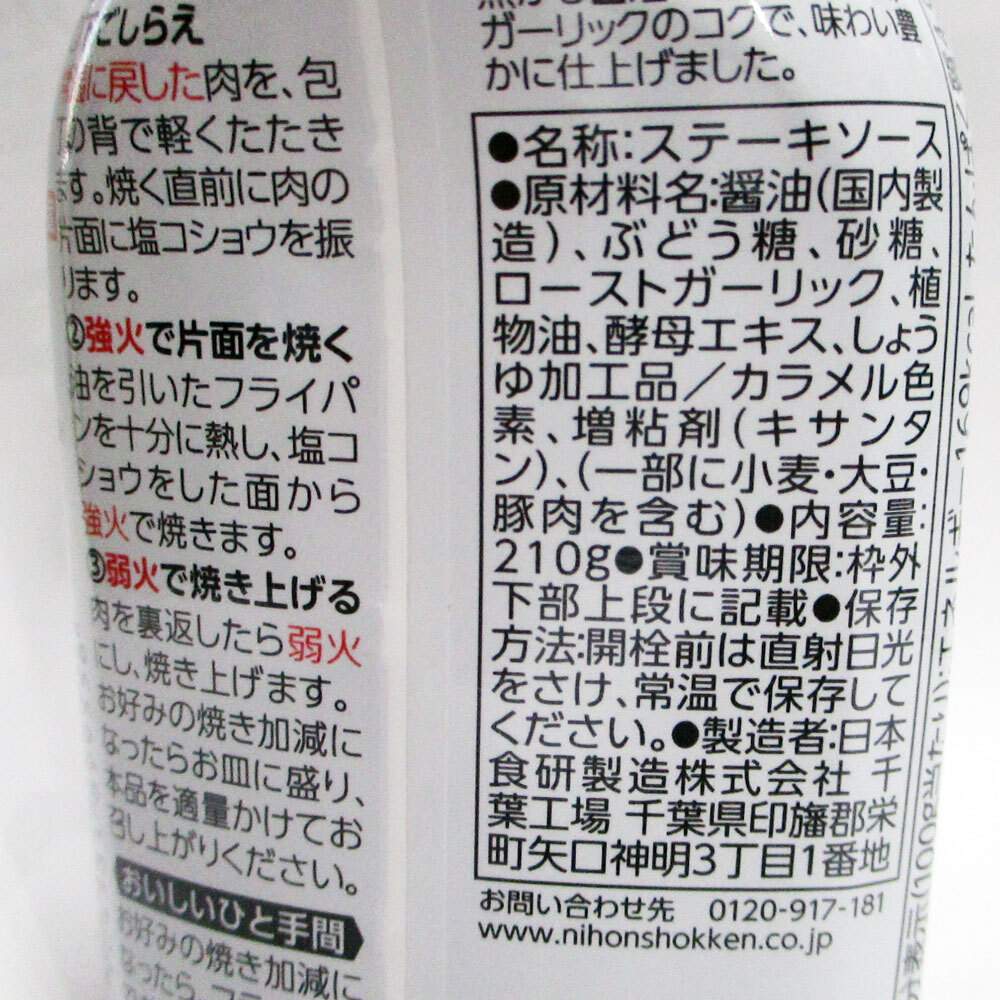 ごしらえ
に戻した肉を、包
の背で軽くたたき
ます。焼く直前に肉の
片面に塩コショウを振
ります。
②強火で片面を焼く
油を引いたフライパ
ンを十分に熱し、塩コ
ショウをした面から
強火で焼きます。
③弱火で焼き上げる
肉を裏返したら弱火
にし、焼き上げます。
お好みの焼き加減に
なったらお皿に盛り、
本品を適量かけてお
召し上がりください。
おいしいひと手間
お好みの焼き加減に
なったら、フラ
ガーリックのコクで、味わい豊
かに仕上げました。
●名称:ステーキソース
●原材料名:醤油(国内製
造)、ぶどう糖、砂糖、
ローストガーリック、植
物油、酵母エキス、しょう
ゆ加工品/カラメル色
素、増粘剤(キサンタ
ン)、(一部に小麦・大豆・
豚肉を含む)●内容量:
210g●賞味期限:枠外
下部上段に記載●保存
方法:開栓前は直射日光
をさけ、常温で保存して
ください。●製造者:日本
食研製造株式会社 千
葉工場 千葉県印旛郡栄
町矢口神明3丁目1番地
お問い合わせ先 0120-917-181
www.nihonshokken.co.jp